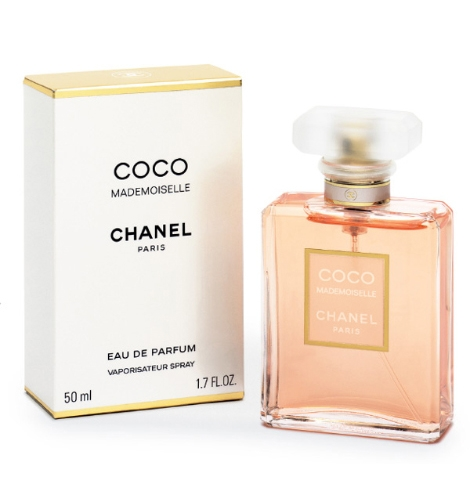 COCO
MADEMOISELLE
CHANEL
PARIS
EAU DE PARFUM
VAPORISATEUR SPRAY
50 ml 1.7 FL.OZ.
COCO
MADEMOISELLE
CHANEL
PARIS